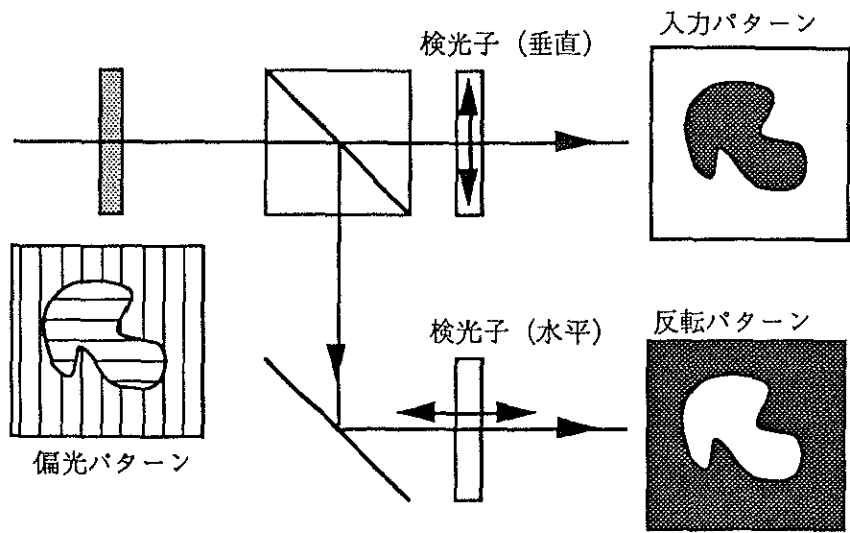 入力パターン
検光子（垂直）
偏光パターン
検光子（水平）
反転パターン